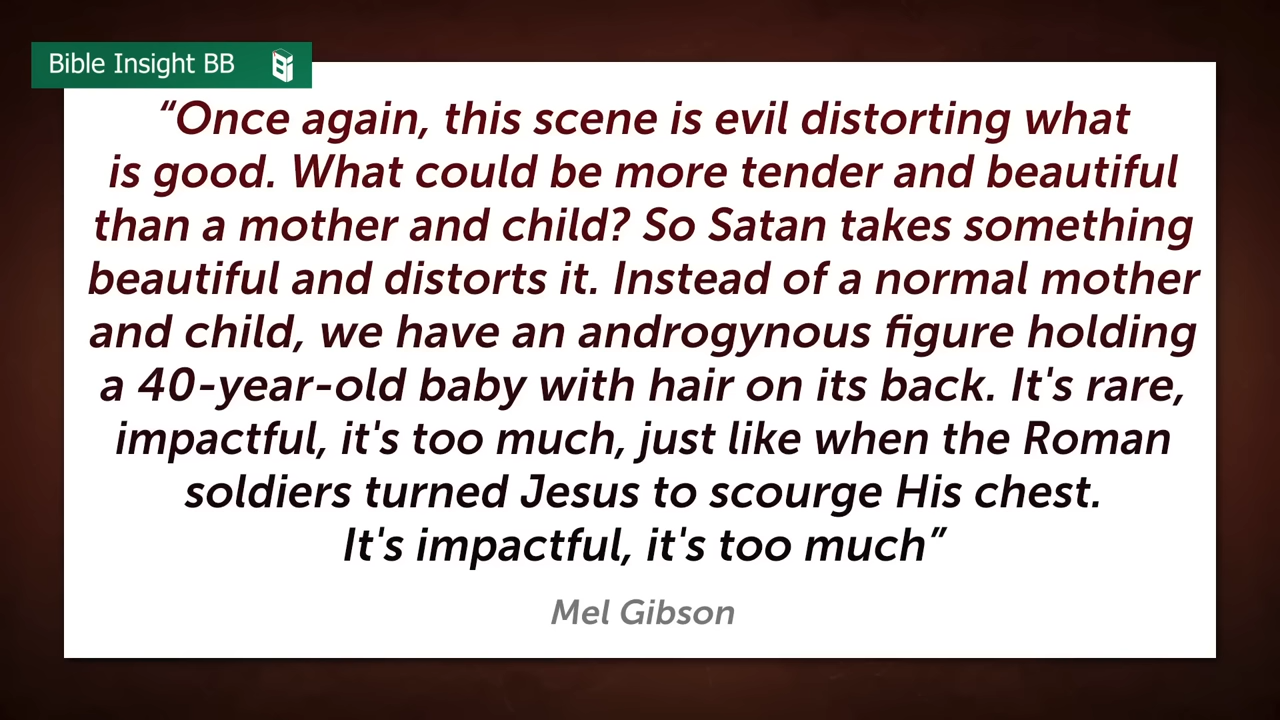 Bible Insight BB
“Once again, this scene is evil distorting what
is good. What could be more tender and beautiful
than a mother and child? So Satan takes something
beautiful and distorts it. Instead of a normal mother
and child, we have an androgynous figure holding
a 40-year-old baby with hair on its back. It's rare,
impactful, it's too much, just like when the Roman
soldiers turned Jesus to scourge His chest.
It's impactful, it's too much”
Mel Gibson